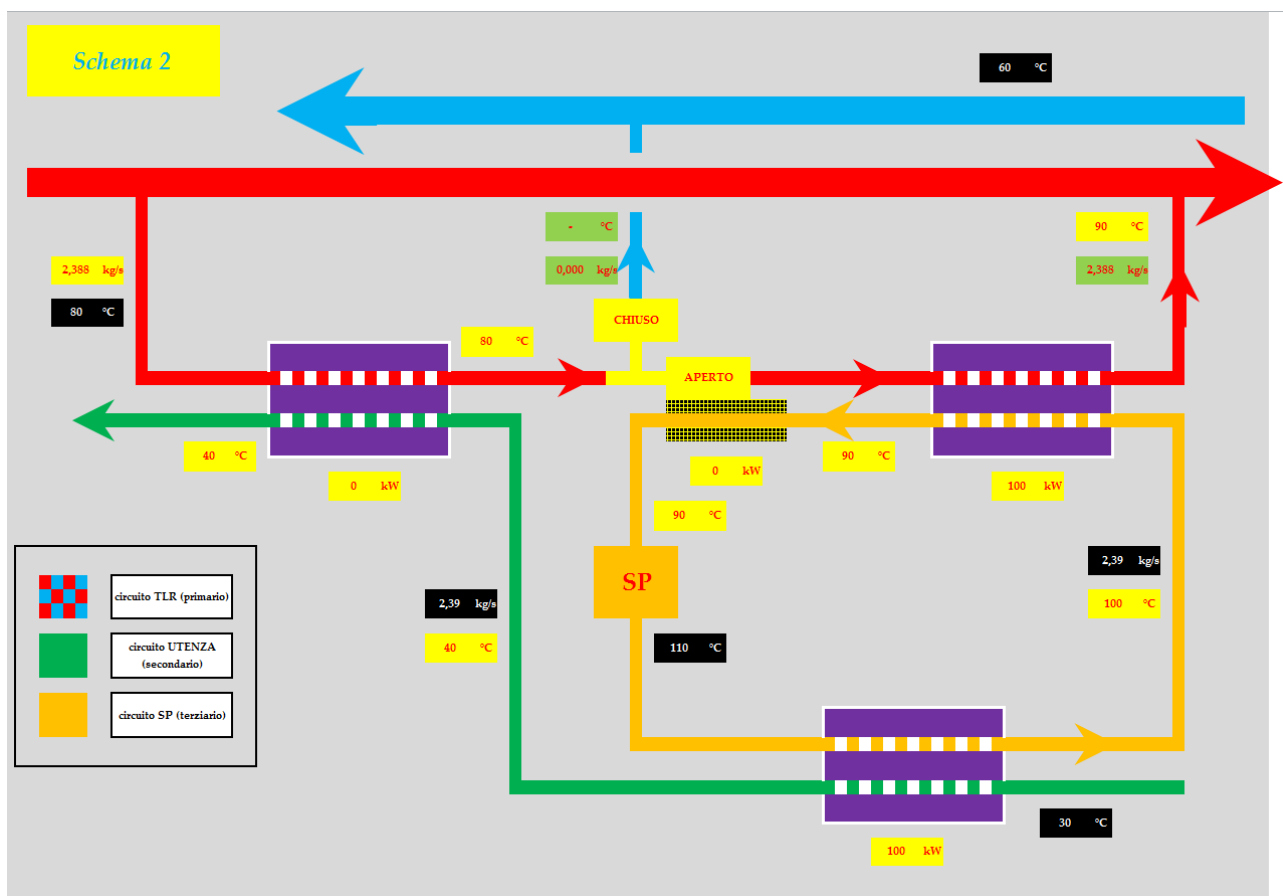 Schema 2
60 °C
- °C
90 °C
2,388 kg/s
0,000 kg/s
2,388 kg/s
80 °C
CHIUSO
80 °C
APERTO
40 °C
90 °C
0 kW
0 kW
100 kW
90 °C
SP
2,39 kg/s
circuito TLR (primario)
2,39 kg/s
100 °C
circuito UTENZA
(secondario)
40 °C
110 °C
circuito SP (terziario)
30 °C
100 kW